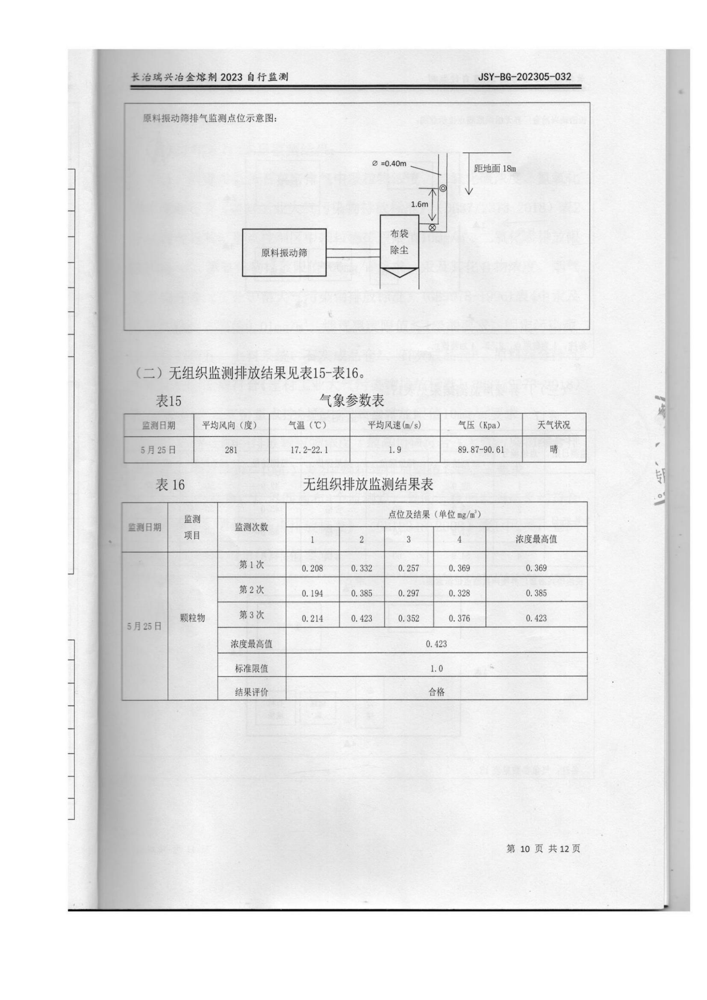 长治瑞兴冶金熔剂 2023 自行监测 JSY-BG-202305-032
原料振动筛排气监测点位示意图:
∅ =0.40m
距地面 18m
1.6m
布袋
除尘
原料振动筛
（二）无组织监测排放结果见表15-表16。
表15 气象参数表
监测日期 平均风向（度） 气温（℃） 平均风速(m/s) 气压（Kpa） 天气状况
5 月 25 日 281 17.2-22.1 1.9 89.87-90.61 晴
表 16 无组织排放监测结果表
监测日期 监测项目 监测次数 点位及结果（单位 mg/m³）
1 2 3 4 浓度最高值
5 月 25 日 颗粒物 第 1 次 0.208 0.332 0.257 0.369 0.369
第 2 次 0.194 0.385 0.297 0.328 0.385
第 3 次 0.214 0.423 0.352 0.376 0.423
浓度最高值 0.423
标准限值 1.0
结果评价 合格
第 10 页 共 12 页